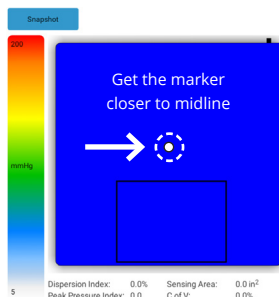 Snapshot
200
Get the marker
closer to midline
mmHg
5
Dispersion Index: 0.0% Sensing Area: 0.0 in²
Peak Pressure Index: 0.0 C of V: 0.0%